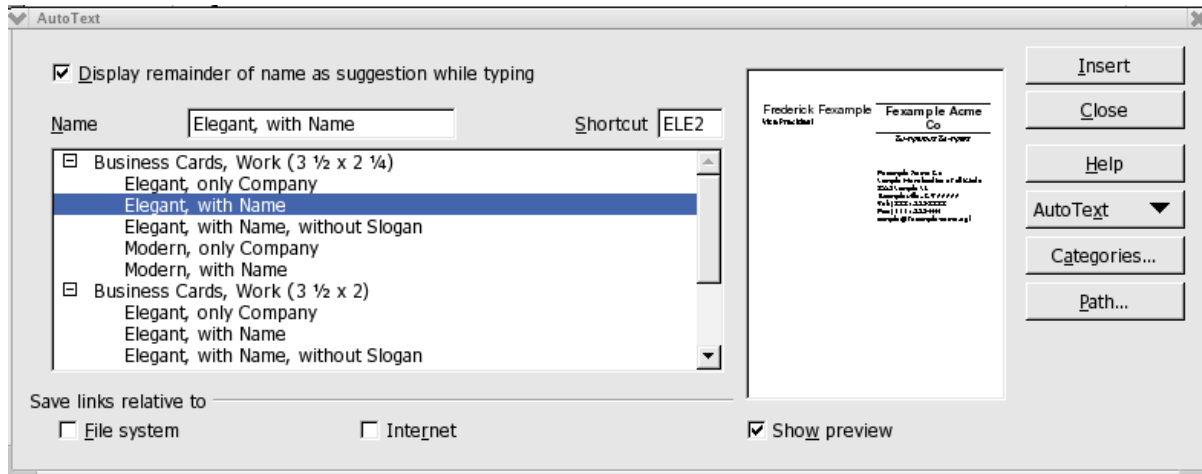 AutoText
Display remainder of name as suggestion while typing
Name Elegant, with Name Shortcut ELE2
Business Cards, Work (3 ½ x 2 ¼)
Elegant, only Company
Elegant, with Name
Elegant, with Name, without Slogan
Modern, only Company
Modern, with Name
Business Cards, Work (3 ½ x 2)
Elegant, only Company
Elegant, with Name
Elegant, with Name, without Slogan
Save links relative to
File system Internet
Frederick Fexample
Vice President
Fexample Acme
Co
Show preview
Insert
Close
Help
AutoText
Categories...
Path...